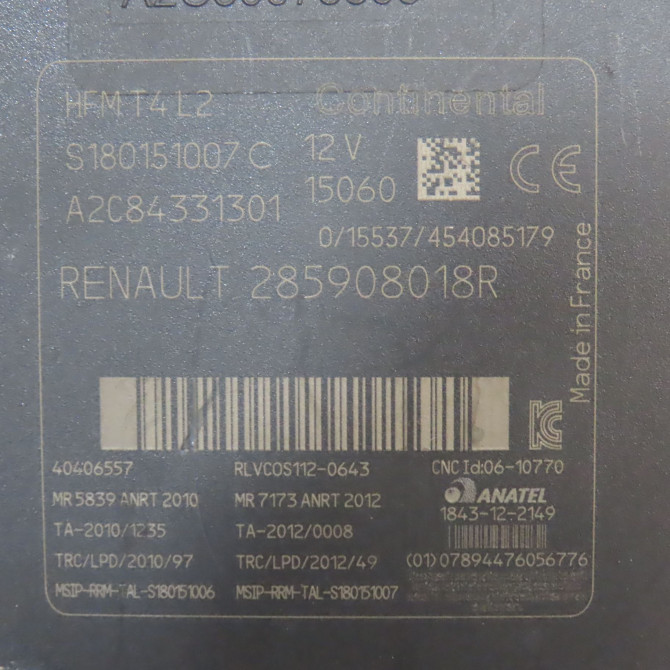 HFM T4 L2 Continental
S180151007 C 12 V
A2C84331301 15060
0/15537/454085179
RENAULT 285908018R
Made in France
40406557 RLVCOS112-0643 CNC Id:06-10770
MR 5839 ANRT 2010 MR 7173 ANRT 2012 ANATEL
TA-2010/1235 TA-2012/0008 1843-12-2149
TRC/LPD/2010/97 TRC/LPD/2012/49 (01)07894476056776
MSIP-RRM-TAL-S180151006 MSIP-RRM-TAL-S180151007